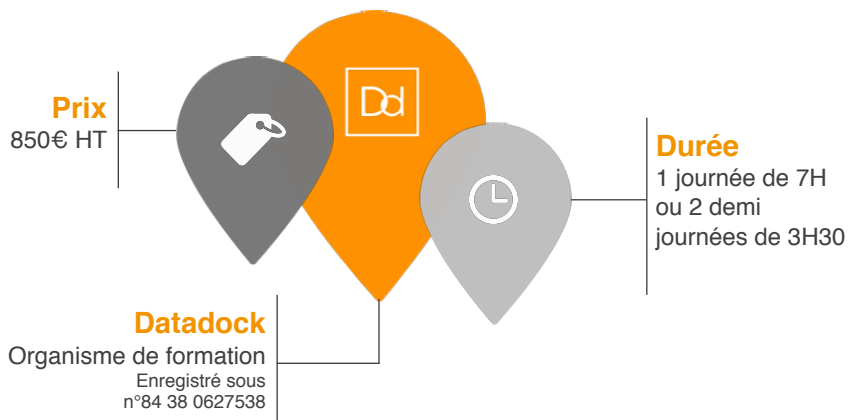 Prix
850€ HT
Dd
Durée
1 journée de 7H
ou 2 demi
journées de 3H30
Datadock
Organisme de formation
Enregistré sous
n°84 38 0627538